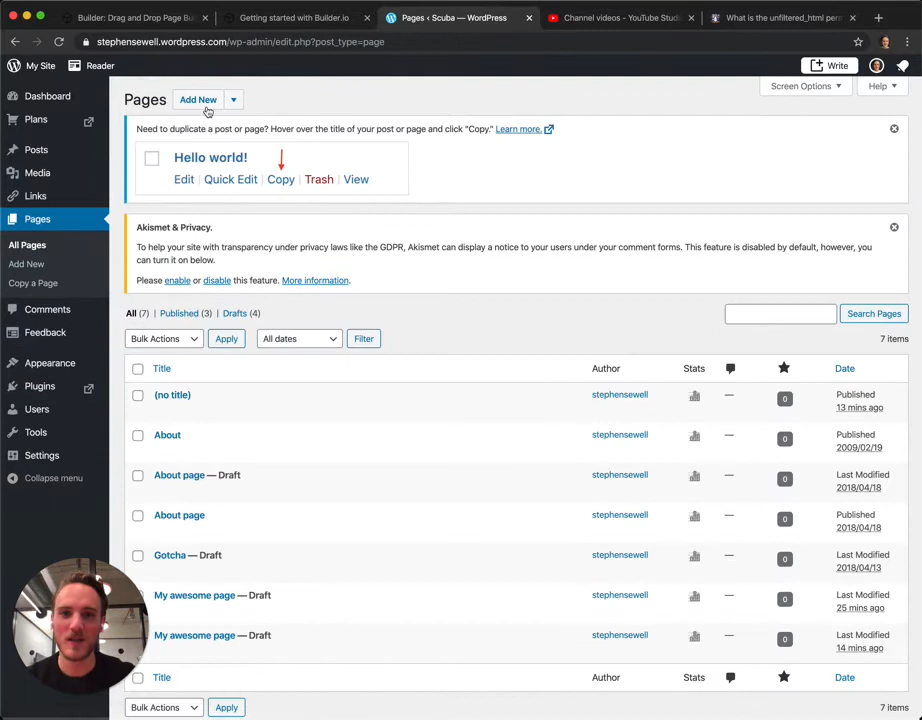 Builder: Drag and Drop Page Bu
Getting started with Builder.io
Pages ‹ Scuba — WordPress
Channel videos - YouTube Studi
What is the unfiltered_html perm
stephensewell.wordpress.com/wp-admin/edit.php?post_type=page
My Site
Reader
Write
Dashboard
Plans
Posts
Media
Links
Pages
All Pages
Add New
Copy a Page
Comments
Feedback
Appearance
Plugins
Users
Tools
Settings
Collapse menu
Screen Options
Help
Pages
Add New
Need to duplicate a post or page? Hover over the title of your post or page and click "Copy." Learn more.
Hello world!
Edit | Quick Edit | Copy | Trash | View
Akismet & Privacy.
To help your site with transparency under privacy laws like the GDPR, Akismet can display a notice to your users under your comment forms. This feature is disabled by default, however, you
can turn it on below.
Please enable or disable this feature. More information.
All (7) | Published (3) | Drafts (4)
Search Pages
Bulk Actions Apply All dates Filter
7 items
Title Author Stats Date
(no title) stephensewell — 0 Published
13 mins ago
About stephensewell — 0 Published
2009/02/19
About page — Draft stephensewell — 0 Last Modified
2018/04/18
About page stephensewell — 0 Published
2018/04/18
Gotcha — Draft stephensewell — 0 Last Modified
2018/04/13
My awesome page — Draft stephensewell — 0 Last Modified
25 mins ago
My awesome page — Draft stephensewell — 0 Last Modified
14 mins ago
Title Author Stats Date
Bulk Actions Apply
7 items